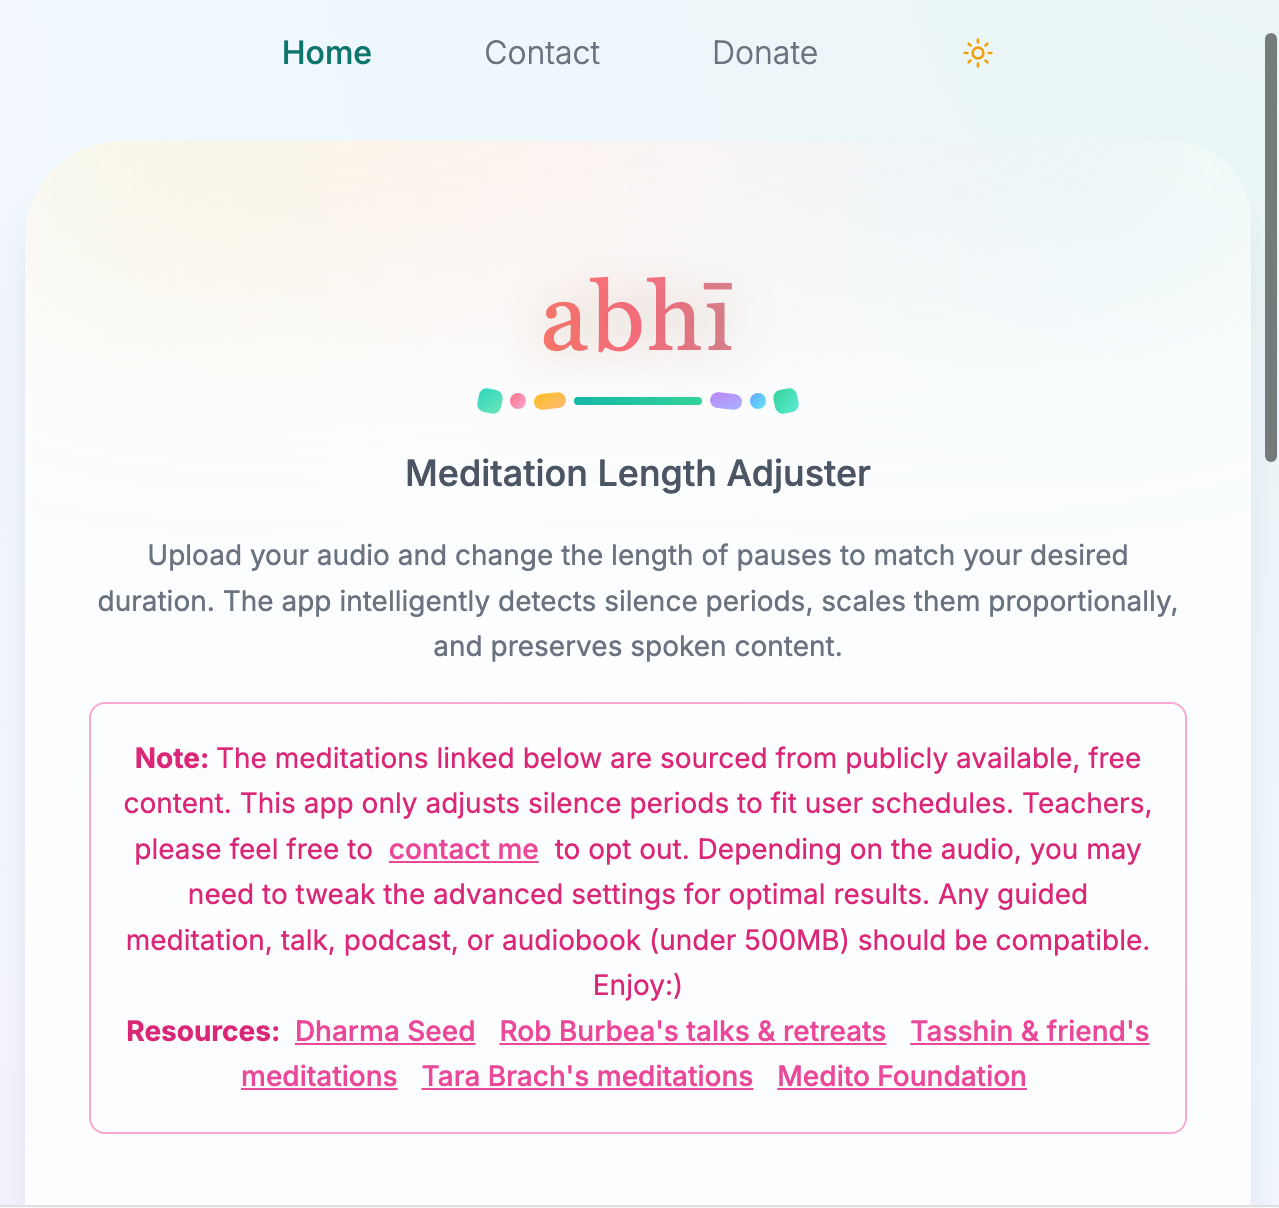 Home Contact Donate
abhī
Meditation Length Adjuster
Upload your audio and change the length of pauses to match your desired
duration. The app intelligently detects silence periods, scales them proportionally,
and preserves spoken content.
Note: The meditations linked below are sourced from publicly available, free
content. This app only adjusts silence periods to fit user schedules. Teachers,
please feel free to contact me to opt out. Depending on the audio, you may
need to tweak the advanced settings for optimal results. Any guided
meditation, talk, podcast, or audiobook (under 500MB) should be compatible.
Enjoy:)
Resources: Dharma Seed Rob Burbea's talks & retreats Tasshin & friend's
meditations Tara Brach's meditations Medito Foundation